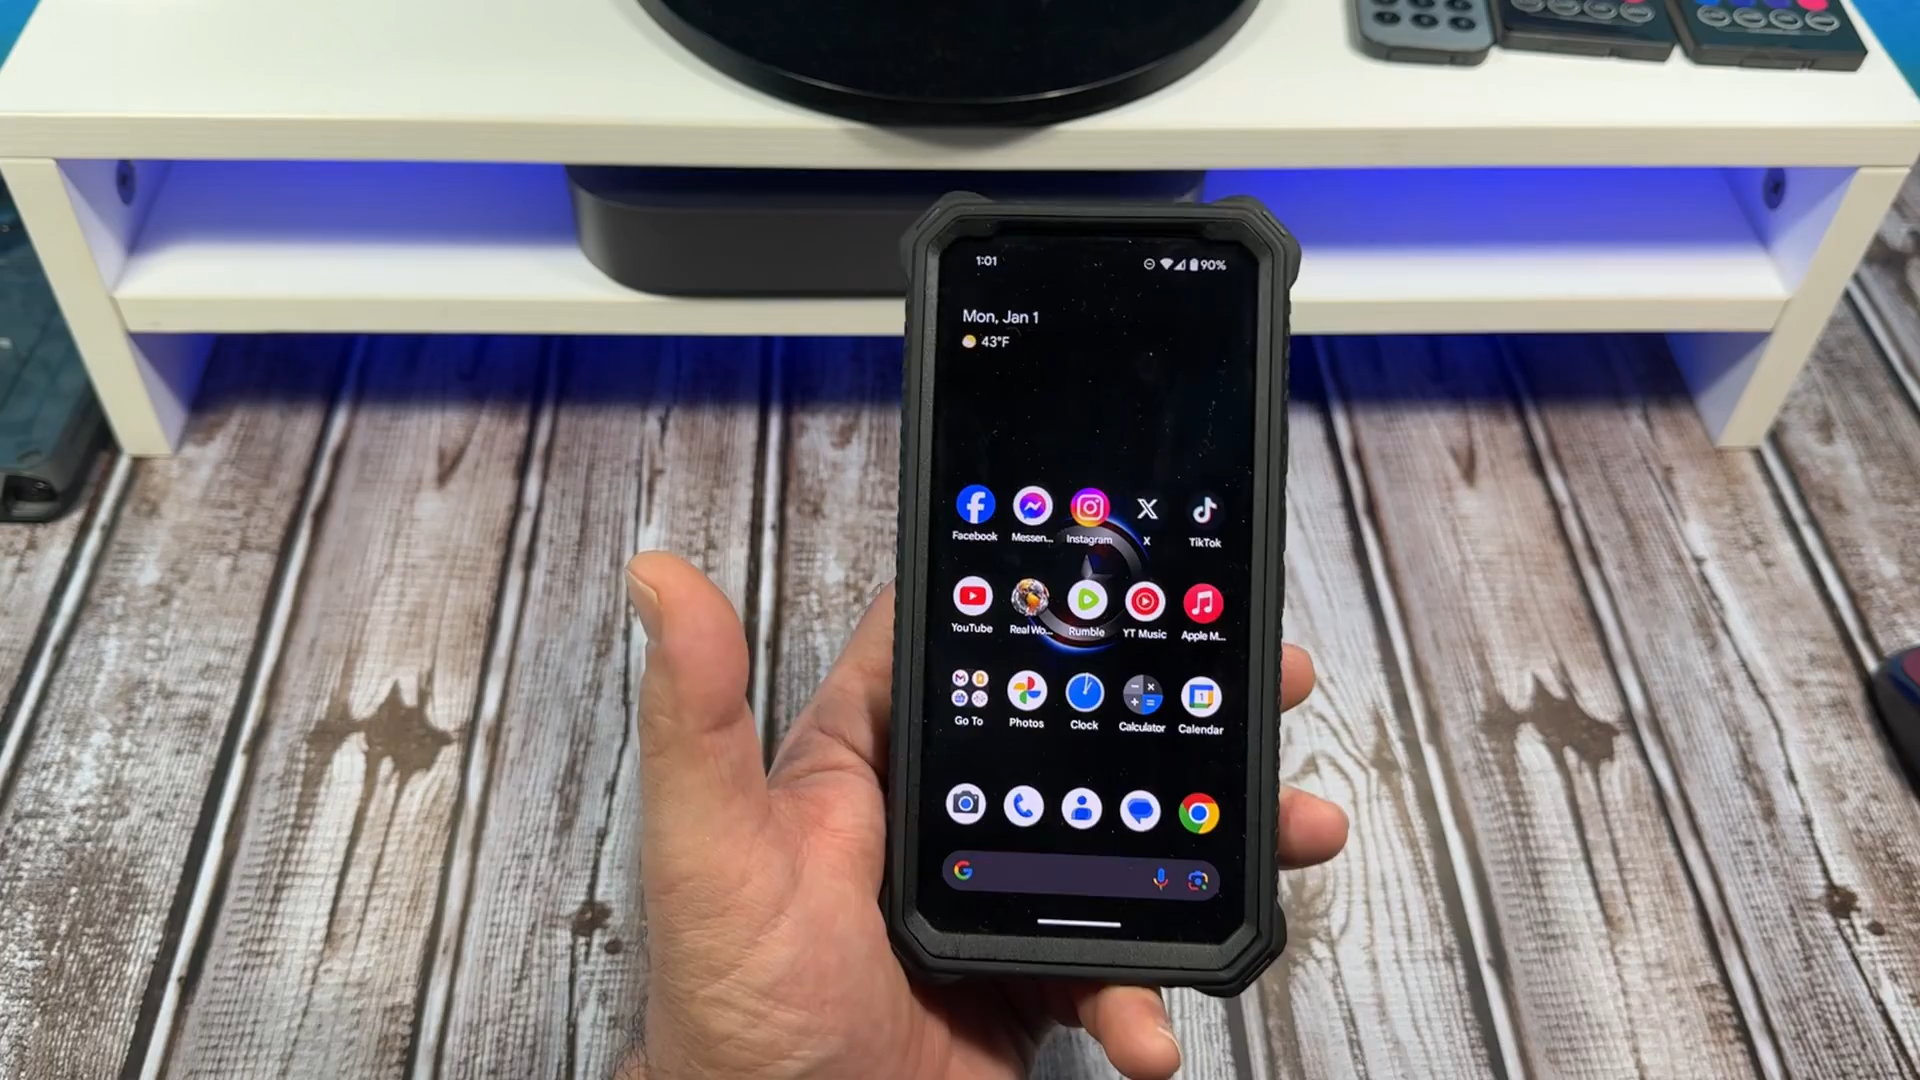 1:01 90%
Mon, Jan 1
43°F
Facebook Messen... Instagram X TikTok
YouTube Real Wo... Rumble YT Music Apple M...
Go To Photos Clock Calculator Calendar